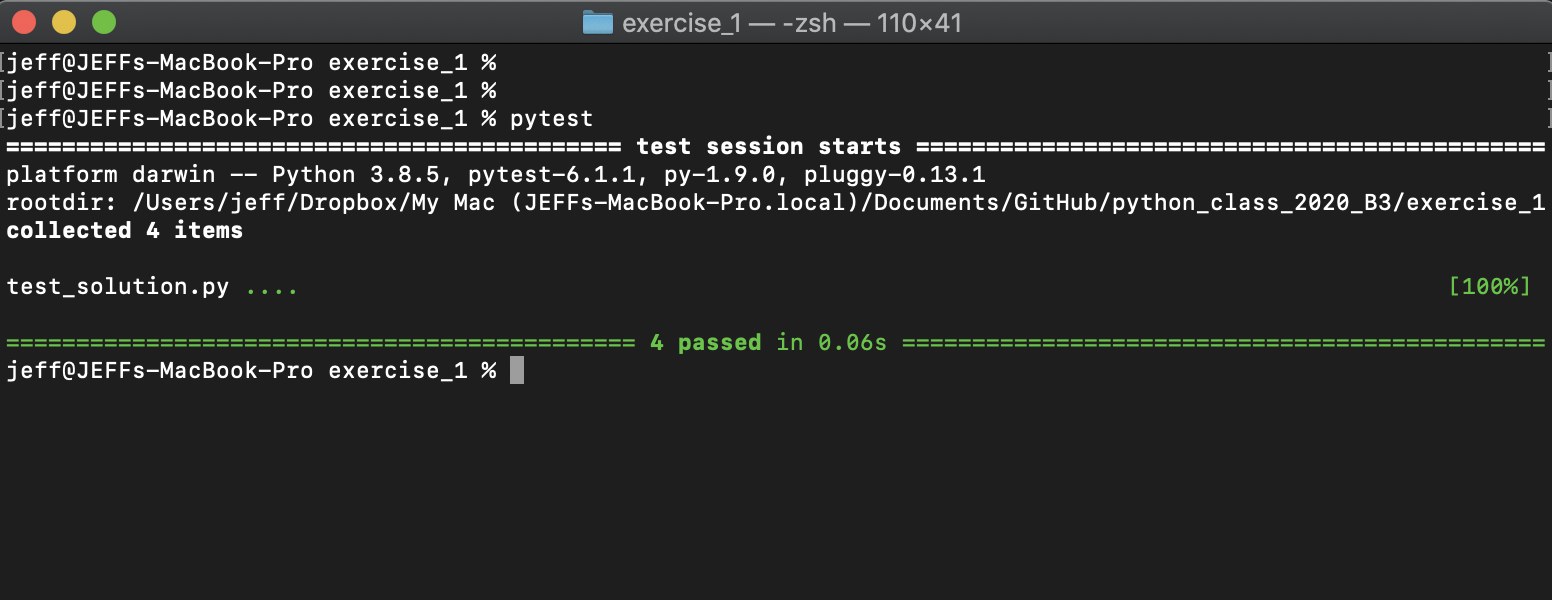 exercise_1 — -zsh — 110×41
jeff@JEFFs-MacBook-Pro exercise_1 %
jeff@JEFFs-MacBook-Pro exercise_1 %
jeff@JEFFs-MacBook-Pro exercise_1 % pytest
============================================ test session starts =============================================
platform darwin -- Python 3.8.5, pytest-6.1.1, py-1.9.0, pluggy-0.13.1
rootdir: /Users/jeff/Dropbox/My Mac (JEFFs-MacBook-Pro.local)/Documents/GitHub/python_class_2020_B3/exercise_1
collected 4 items
test_solution.py .... [100%]
============================================= 4 passed in 0.06s ==============================================
jeff@JEFFs-MacBook-Pro exercise_1 %